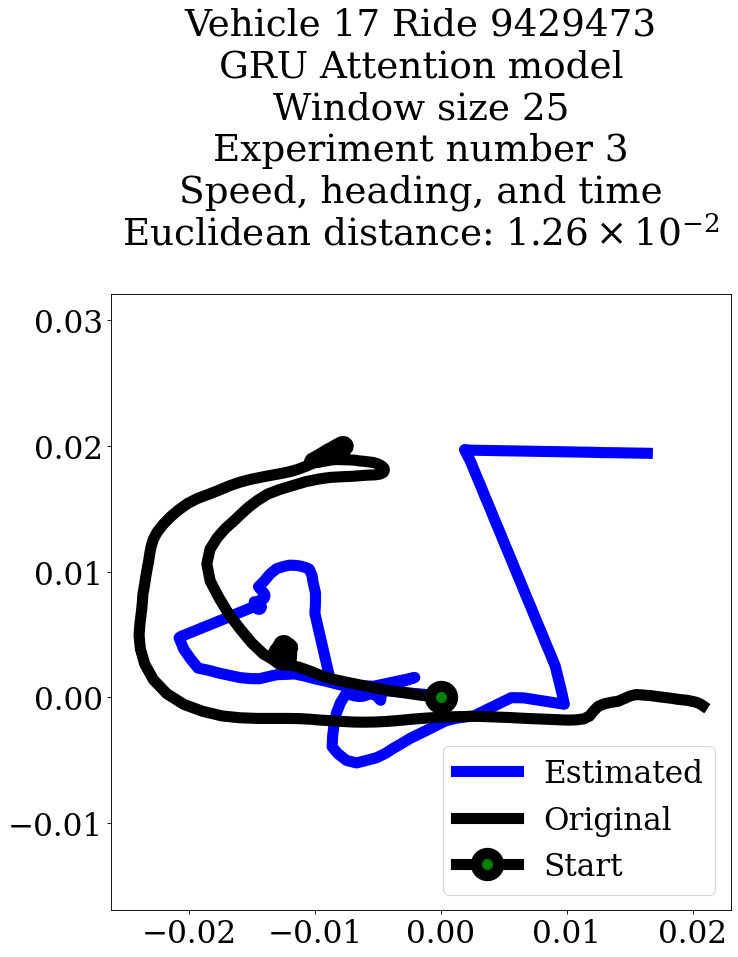 Vehicle 17 Ride 9429473
GRU Attention model
Window size 25
Experiment number 3
Speed, heading, and time
Euclidean distance: 1.26 × 10⁻²
0.03
0.02
0.01
0.00
−0.01
−0.02
−0.01
0.00
0.01
0.02
Estimated
Original
Start